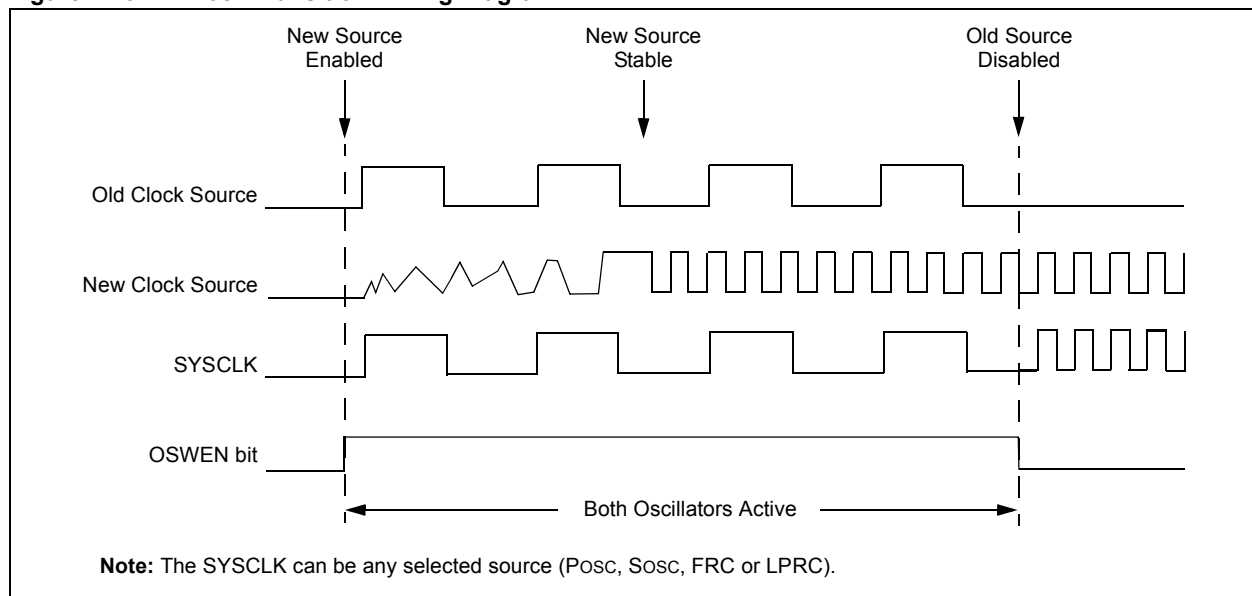 New Source
Enabled
New Source
Stable
Old Source
Disabled
Old Clock Source
New Clock Source
SYSCLK
OSWEN bit
Both Oscillators Active
Note: The SYSCLK can be any selected source (POSC, SOSC, FRC or LPRC).